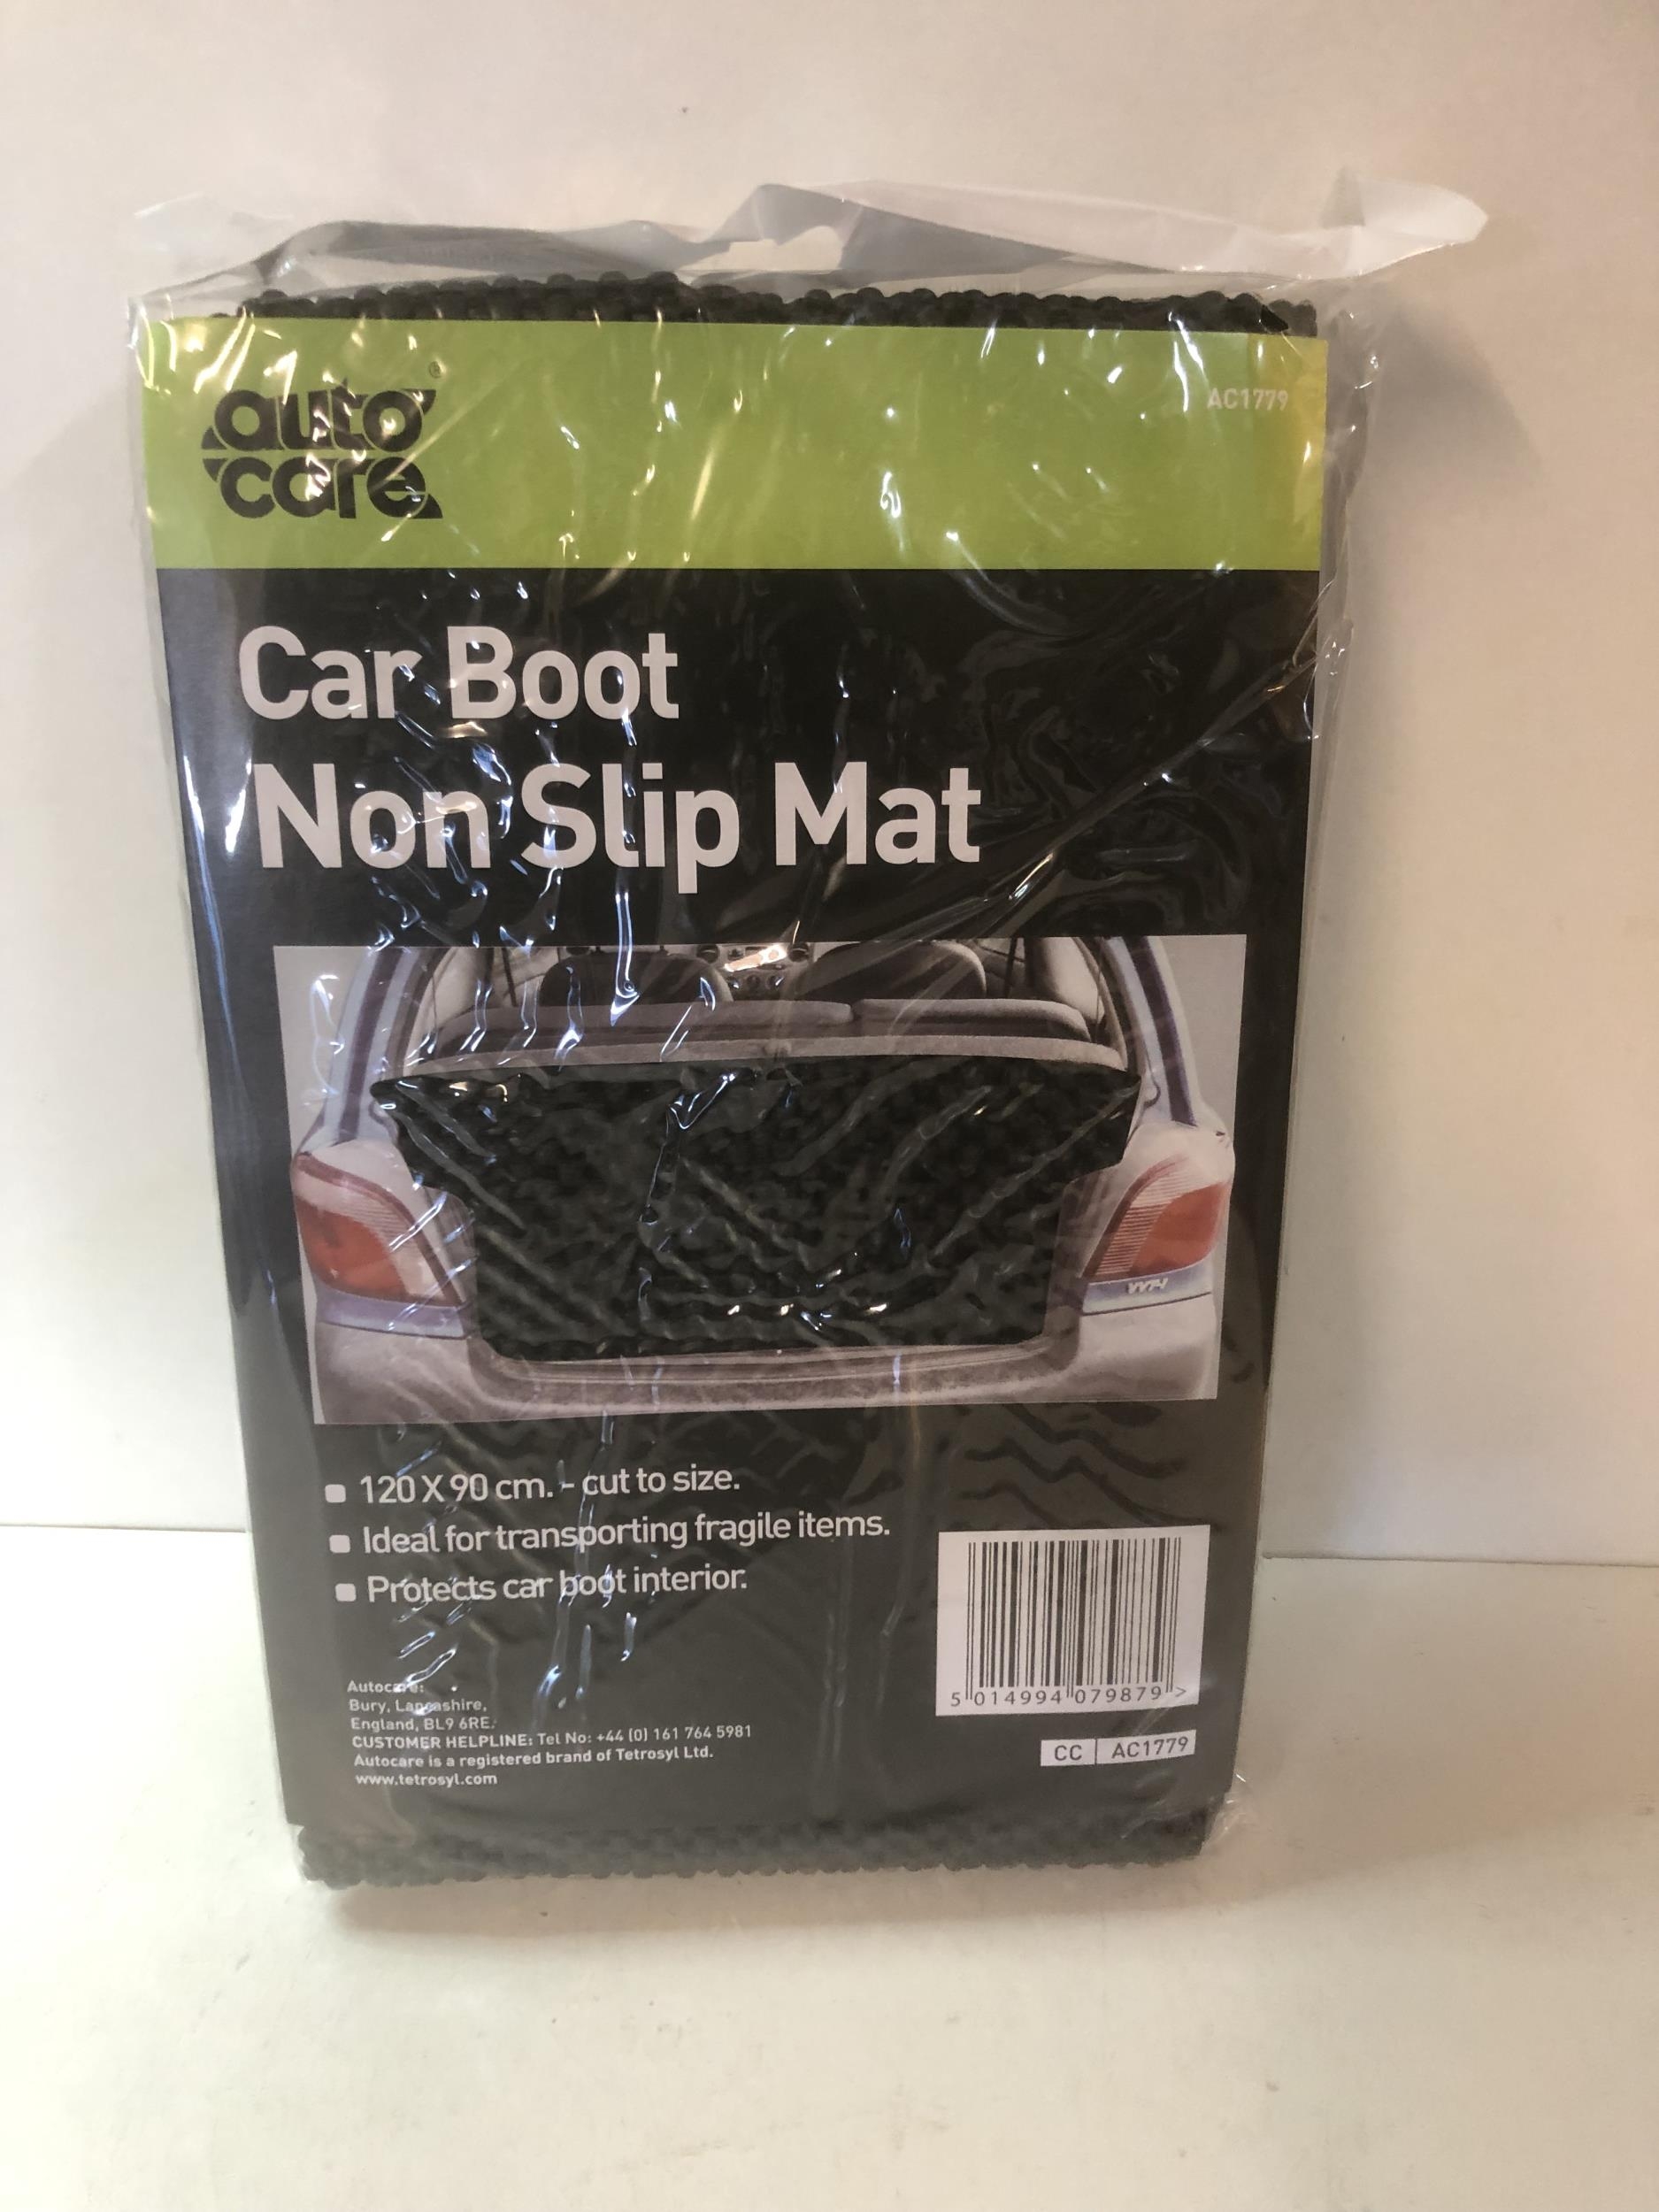 auto®
care
AC1779
Car Boot
Non Slip Mat
120 X 90 cm. - cut to size.
Ideal for transporting fragile items.
Protects car boot interior.
Autocare:
Bury, Lancashire,
England, BL9 6RE.
CUSTOMER HELPLINE: Tel No: +44 (0) 161 764 5981
Autocare is a registered brand of Tetrosyl Ltd.
www.tetrosyl.com
5 014994 079879 >
CC AC1779